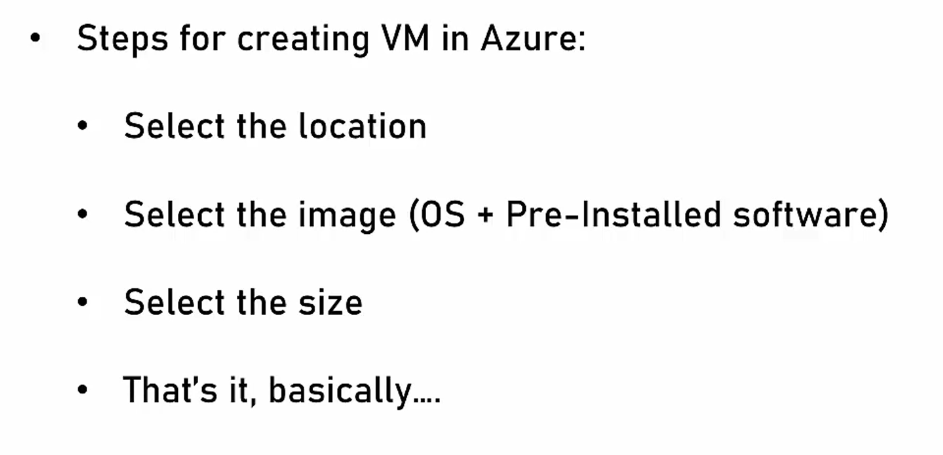 • Steps for creating VM in Azure:
• Select the location
• Select the image (OS + Pre-Installed software)
• Select the size
• That's it, basically....